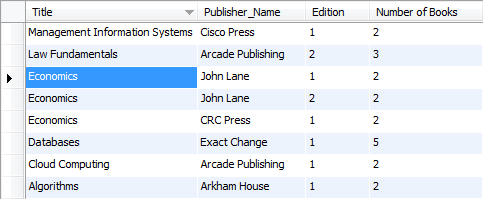 Title Publisher_Name Edition Number of Books
Management Information Systems Cisco Press 1 2
Law Fundamentals Arcade Publishing 2 3
Economics John Lane 1 2
Economics John Lane 2 2
Economics CRC Press 1 2
Databases Exact Change 1 5
Cloud Computing Arcade Publishing 1 2
Algorithms Arkham House 1 2